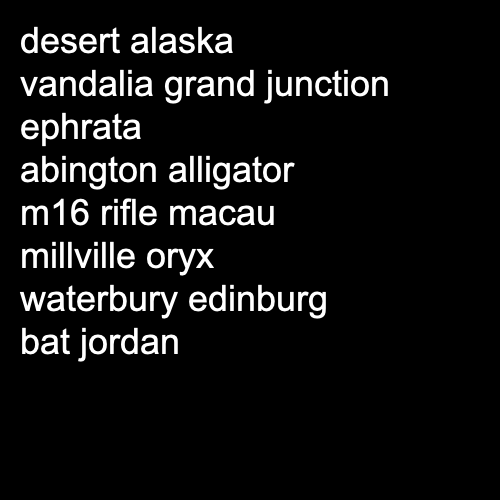 desert alaska
vandalia grand junction
ephrata
abington alligator
m16 rifle macau
millville oryx
waterbury edinburg
bat jordan